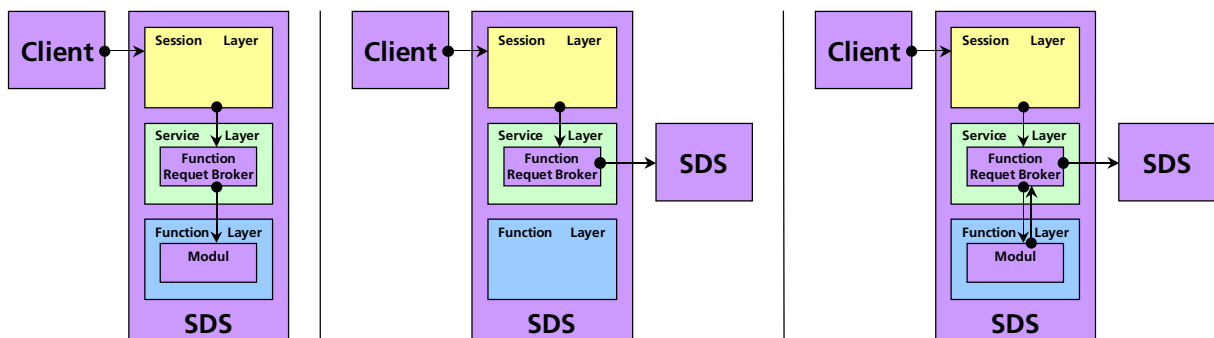 Client
Session Layer
Service Layer
Function
Requet Broker
Function Layer
Modul
SDS
Client
Session Layer
Service Layer
Function
Requet Broker
Function Layer
SDS
SDS
Client
Session Layer
Service Layer
Function
Requet Broker
Function Layer
Modul
SDS
SDS